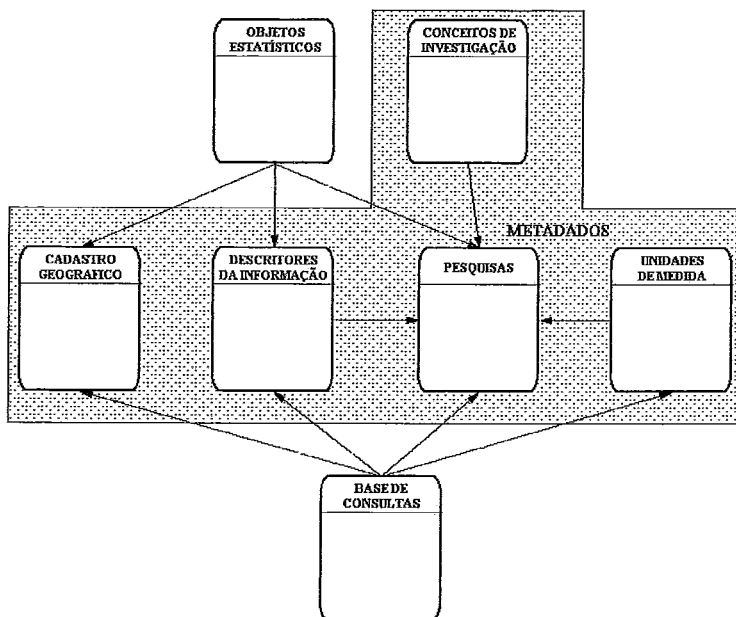 OBJETOS
ESTATÍSTICOS
CONCEITOS DE
INVESTIGAÇÃO
METADADOS
CADASTRO
GEOGRAFICO
DESCRITORES
DA INFORMAÇÃO
PESQUISAS
UNIDADES
DE MEDIDA
BASE DE
CONSULTAS